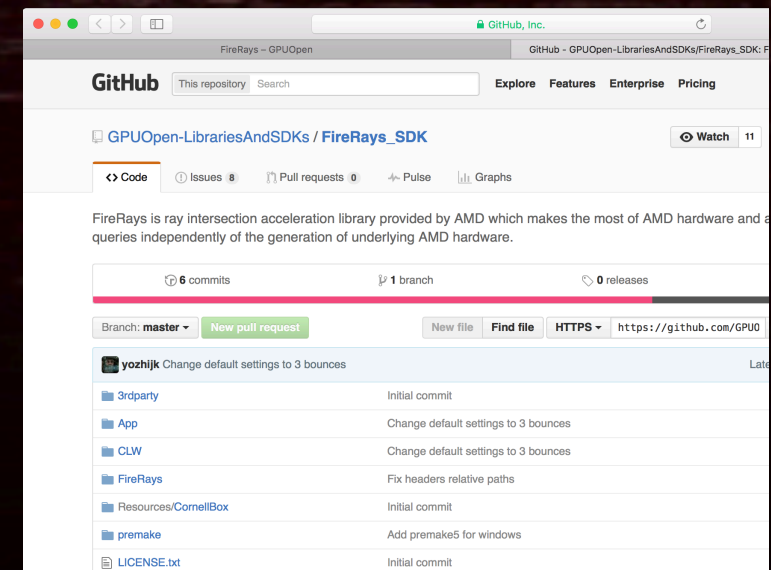 GitHub, Inc.
FireRays – GPUOpen
GitHub - GPUOpen-LibrariesAndSDKs/FireRays_SDK: F
GitHub This repository Search Explore Features Enterprise Pricing
GPUOpen-LibrariesAndSDKs / FireRays_SDK Watch 11
Code Issues 8 Pull requests 0 Pulse Graphs
FireRays is ray intersection acceleration library provided by AMD which makes the most of AMD hardware and a
queries independently of the generation of underlying AMD hardware.
6 commits 1 branch 0 releases
Branch: master New pull request New file Find file HTTPS https://github.com/GPUO
yozhijk Change default settings to 3 bounces Late
3rdparty Initial commit
App Change default settings to 3 bounces
CLW Change default settings to 3 bounces
FireRays Fix headers relative paths
Resources/CornellBox Initial commit
premake Add premake5 for windows
LICENSE.txt Initial commit